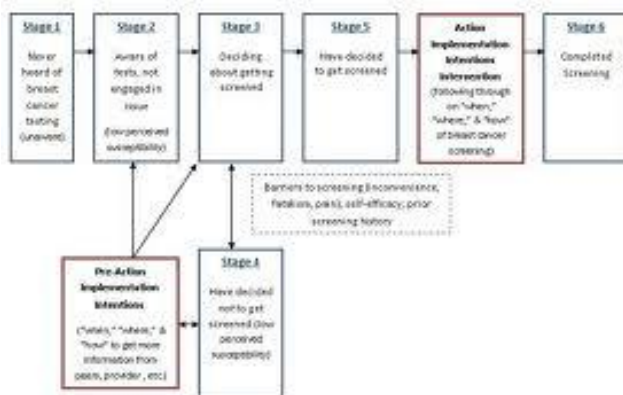 Stage 1
Never
heard of
breast
cancer
testing
(unaware)
Stage 2
Aware of
tests, not
engaged in
issue
(low perceived
susceptibility)
Stage 3
Deciding
about getting
screened
Stage 5
Have decided
to get screened
Action
Implementation
Intentions
Intervention
(following through
on "when,"
"where," & "how"
of breast cancer
screening)
Stage 6
Completed
Screening
Barriers to screening (inconvenience,
fatalism, pain), self-efficacy, prior
screening history
Pre-Action
Implementation
Intentions
("when," "where," &
"how" to get more
information from
peers, provider, etc.)
Stage 4
Have decided
not to get
screened (low
perceived
susceptibility)